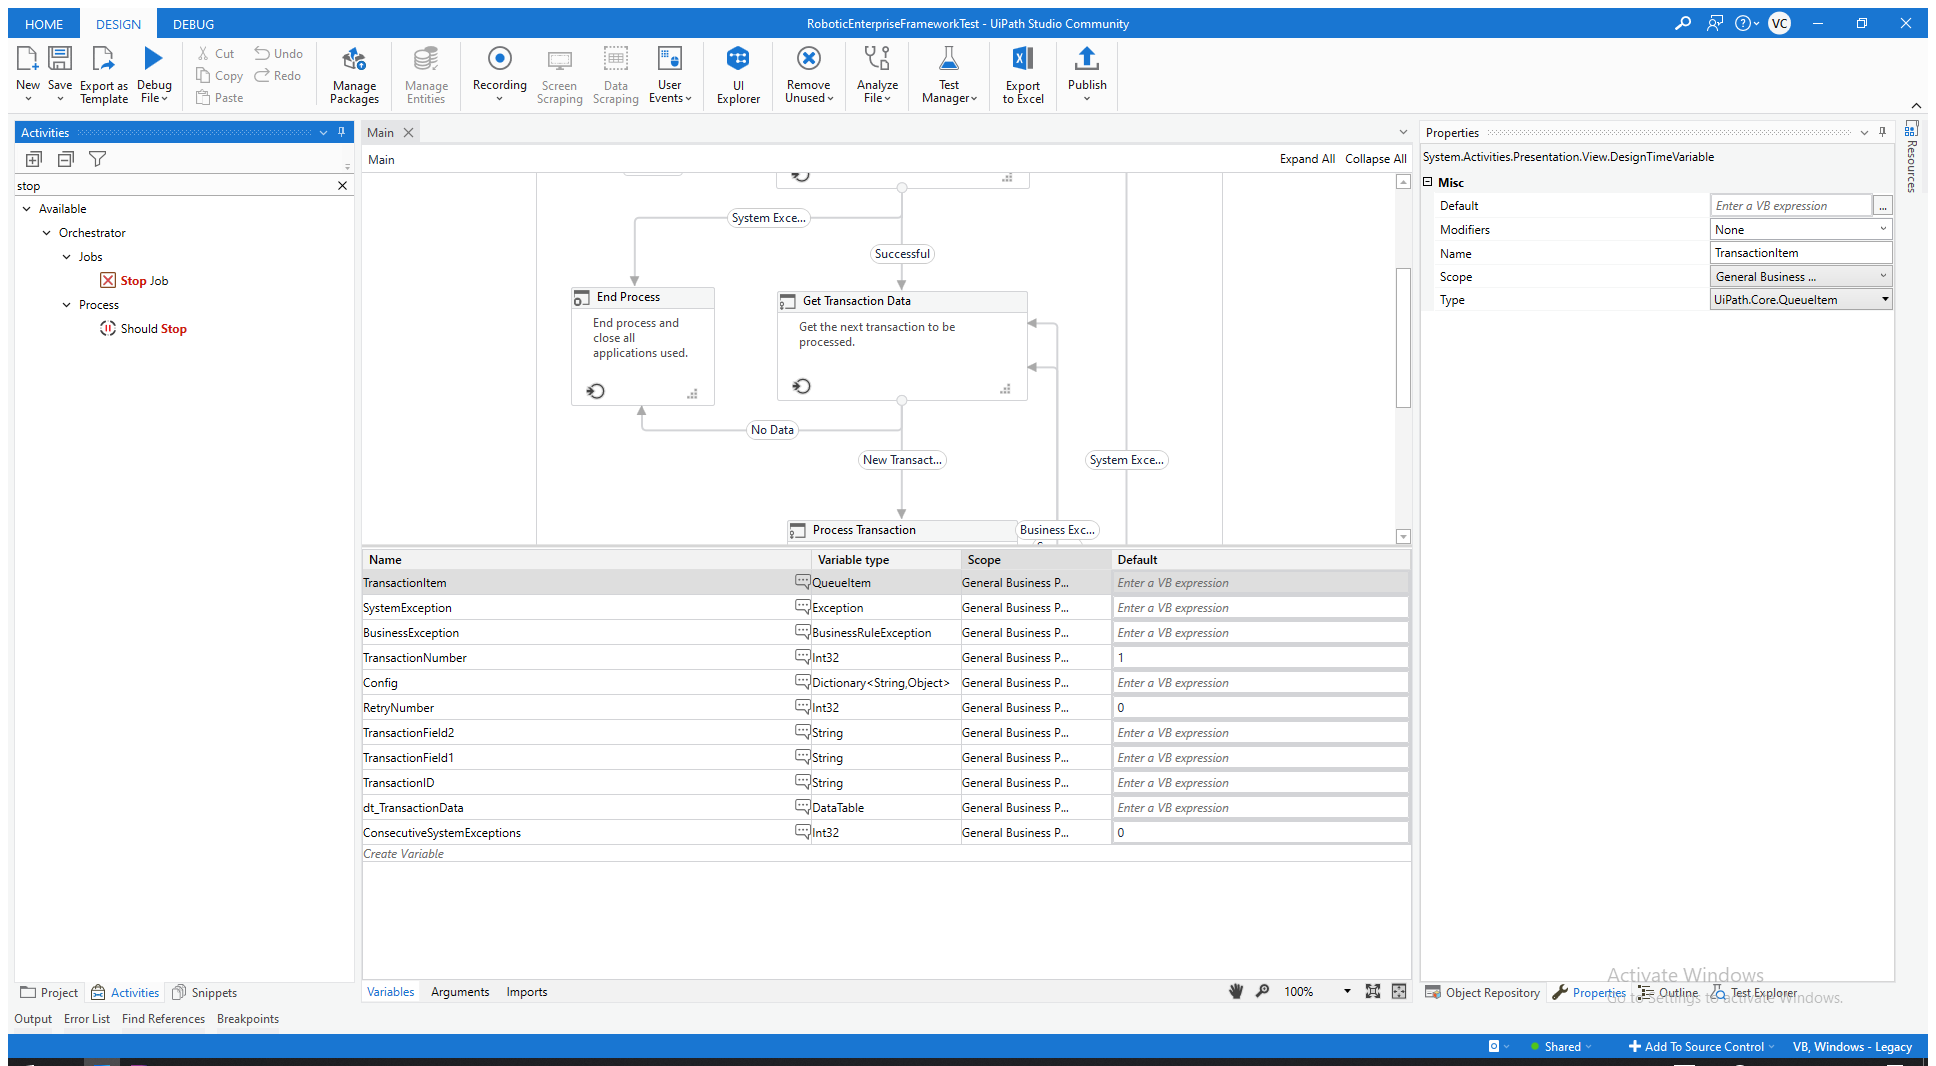 HOME DESIGN DEBUG RoboticEnterpriseFrameworkTest - UiPath Studio Community VC
New Save Export as Template Debug File Cut Copy Paste Undo Redo Manage Packages Manage Entities Recording Screen Scraping Data Scraping User Events UI Explorer Remove Unused Analyze File Test Manager Export to Excel Publish
Activities
stop
Available
Orchestrator
Jobs
Stop Job
Process
Should Stop
Main
Main Expand All Collapse All
System Exce...
Successful
End Process
End process and
close all
applications used.
Get Transaction Data
Get the next transaction to be
processed.
No Data
New Transact...
System Exce...
Process Transaction
Business Exc...
Name Variable type Scope Default
TransactionItem QueueItem General Business P... Enter a VB expression
SystemException Exception General Business P... Enter a VB expression
BusinessException BusinessRuleException General Business P... Enter a VB expression
TransactionNumber Int32 General Business P... 1
Config Dictionary<String,Object> General Business P... Enter a VB expression
RetryNumber Int32 General Business P... 0
TransactionField2 String General Business P... Enter a VB expression
TransactionField1 String General Business P... Enter a VB expression
TransactionID String General Business P... Enter a VB expression
dt_TransactionData DataTable General Business P... Enter a VB expression
ConsecutiveSystemExceptions Int32 General Business P... 0
Create Variable
Variables Arguments Imports 100%
Properties
System.Activities.Presentation.View.DesignTimeVariable
Misc
Default Enter a VB expression ...
Modifiers None
Name TransactionItem
Scope General Business ...
Type UiPath.Core.QueueItem
Resources
Activate Windows
Go to Settings to activate Windows.
Project Activities Snippets
Object Repository Properties Outline Test Explorer
Output Error List Find References Breakpoints
Shared Add To Source Control VB, Windows - Legacy